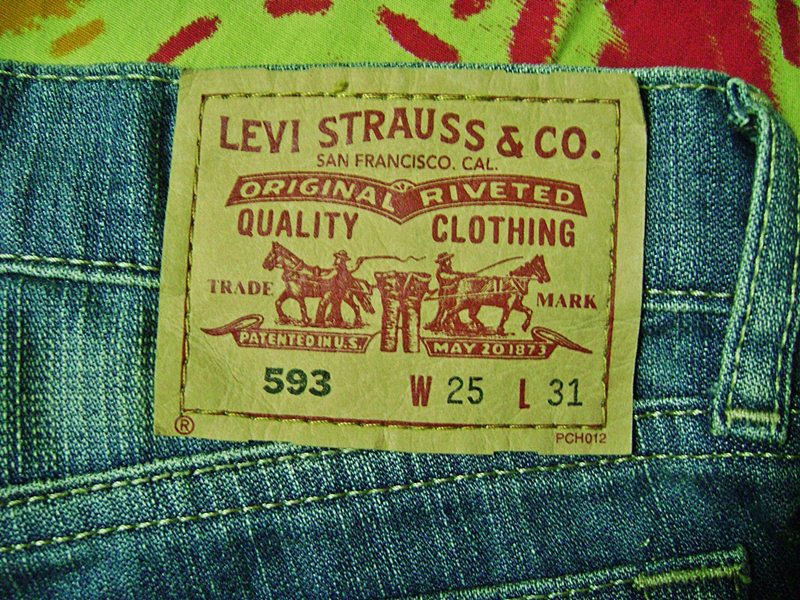 LEVI STRAUSS & CO.
SAN FRANCISCO. CAL.
ORIGINAL RIVETED
QUALITY CLOTHING
TRADE MARK
PATENTED IN U.S. MAY 20 1873
593 W 25 L 31
® PCH012